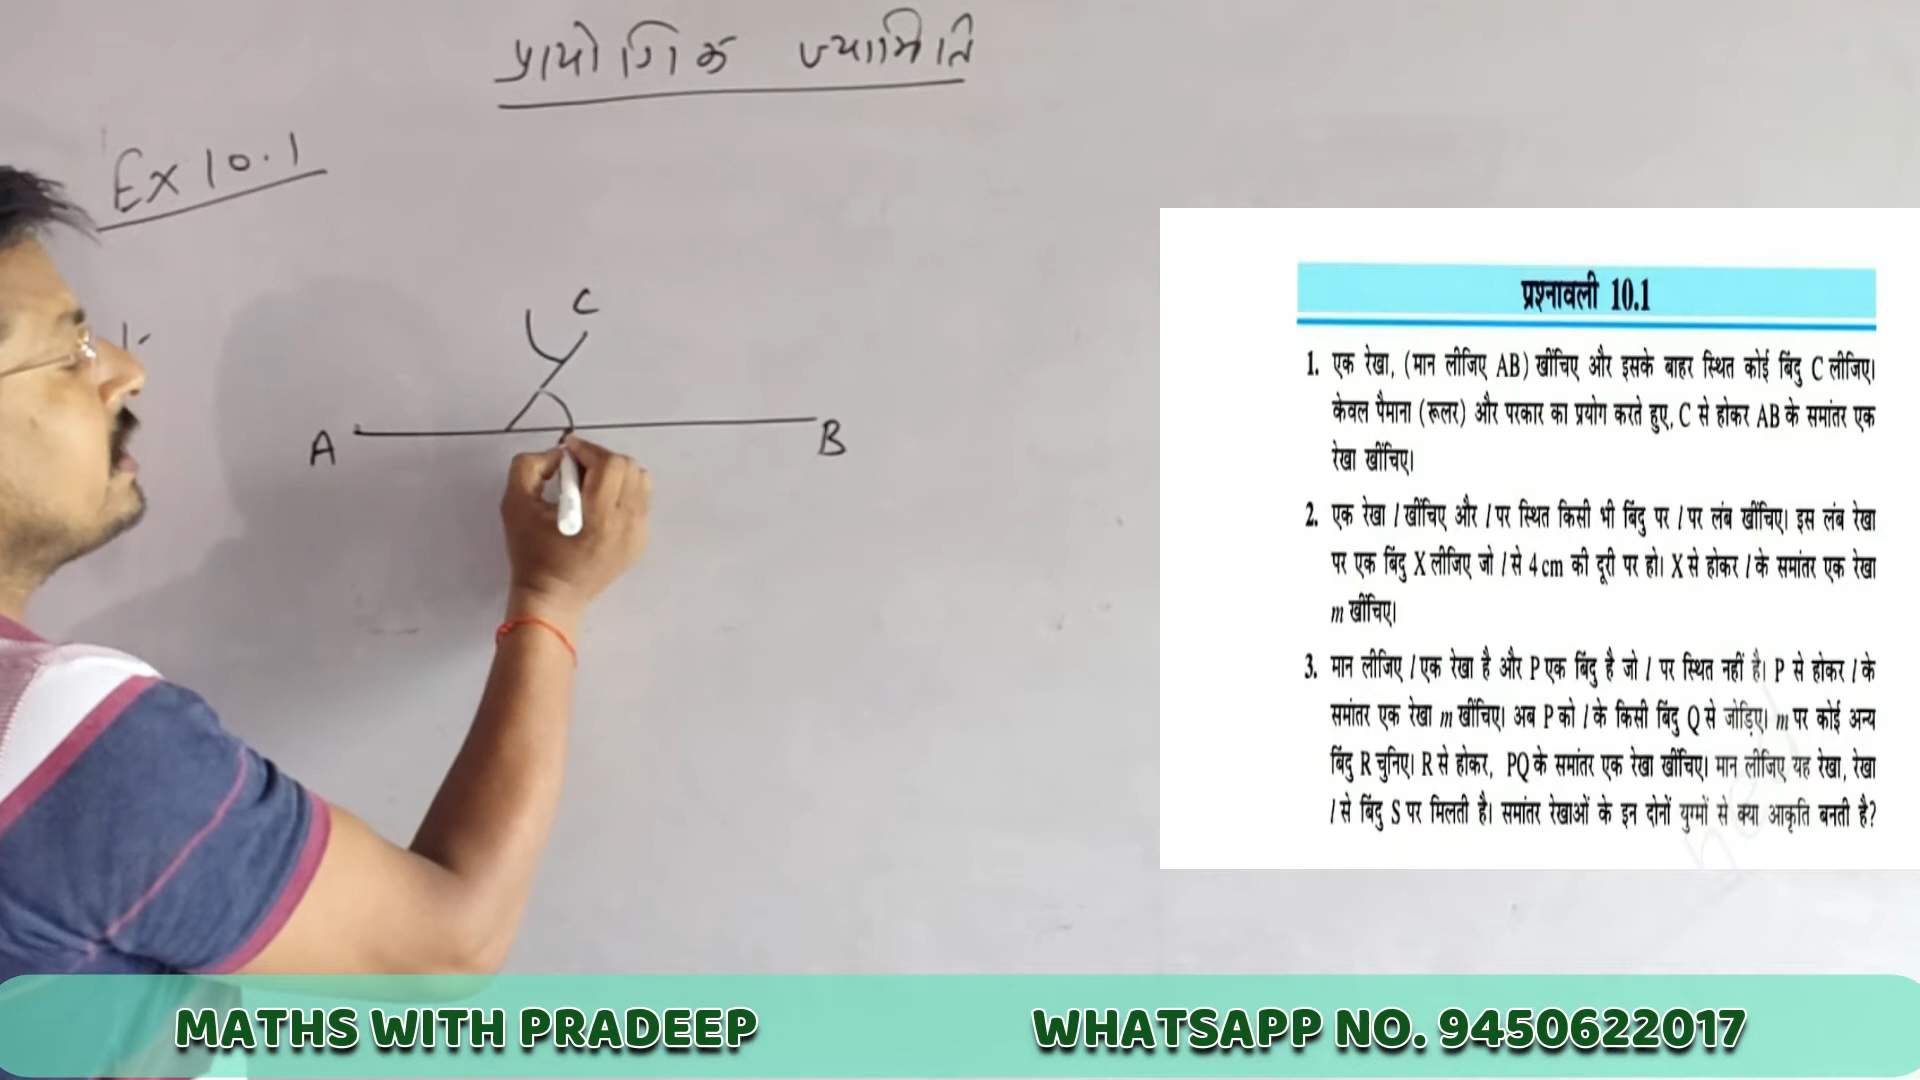 प्रायोगिक ज्यामिति
Ex 10.1
1-
C
A
B
प्रश्नावली 10.1
1. एक रेखा, (मान लीजिए AB) खींचिए और इसके बाहर स्थित कोई बिंदु C लीजिए।
केवल पैमाना (रूलर) और परकार का प्रयोग करते हुए, C से होकर AB के समांतर एक
रेखा खींचिए।
2. एक रेखा l खींचिए और l पर स्थित किसी भी बिंदु पर l पर लंब खींचिए। इस लंब रेखा
पर एक बिंदु X लीजिए जो l से 4 cm की दूरी पर हो। X से होकर l के समांतर एक रेखा
m खींचिए।
3. मान लीजिए l एक रेखा है और P एक बिंदु है जो l पर स्थित नहीं है। P से होकर l के
समांतर एक रेखा m खींचिए। अब P को l के किसी बिंदु Q से जोड़िए। m पर कोई अन्य
बिंदु R चुनिए। R से होकर, PQ के समांतर एक रेखा खींचिए। मान लीजिए यह रेखा, रेखा
l से बिंदु S पर मिलती है। समांतर रेखाओं के इन दोनों युग्मों से क्या आकृति बनती है?
MATHS WITH PRADEEP
WHATSAPP NO. 9450622017